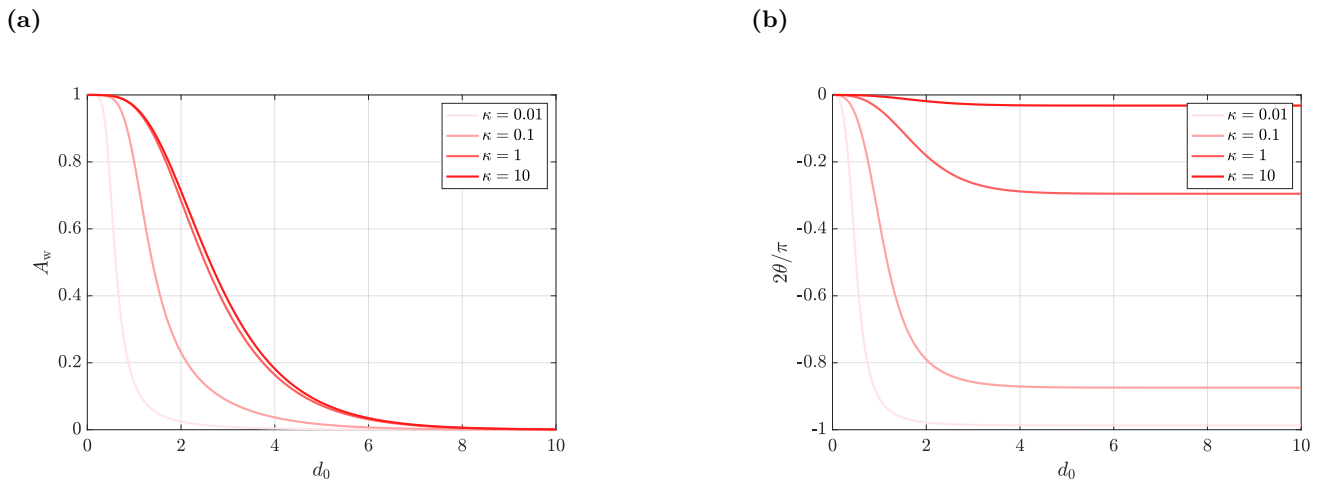 (a)
1
0.8
0.6
0.4
0.2
0
A_w
0 2 4 6 8 10
d_0
κ = 0.01
κ = 0.1
κ = 1
κ = 10
(b)
0
-0.2
-0.4
-0.6
-0.8
-1
2θ/π
0 2 4 6 8 10
d_0
κ = 0.01
κ = 0.1
κ = 1
κ = 10